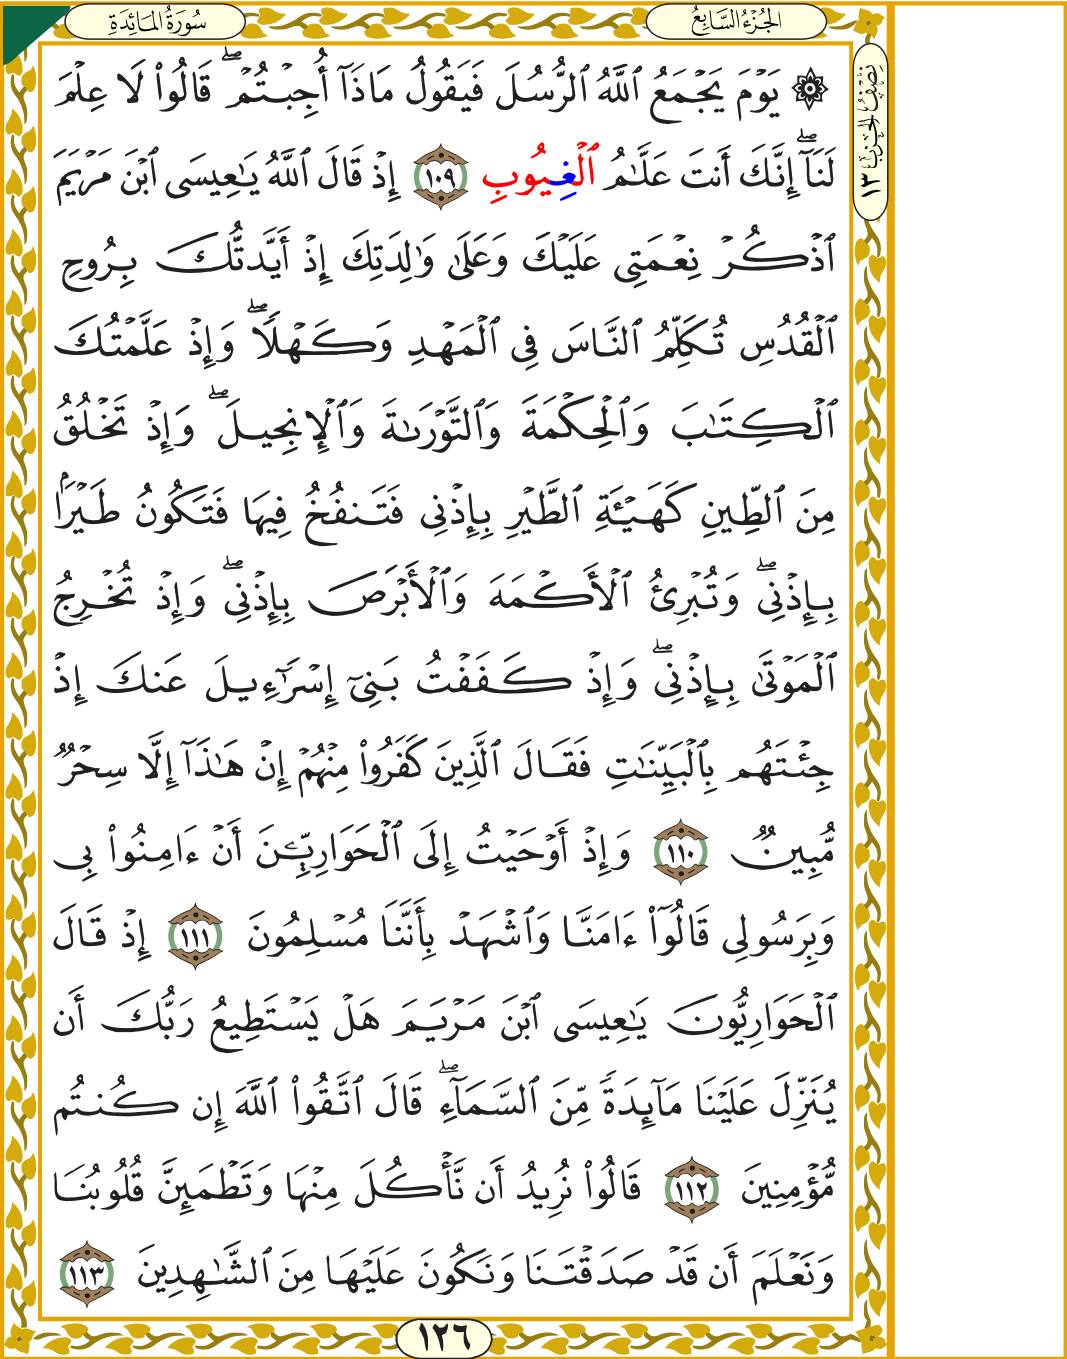 سُورَةُ المَائِدَةِ
الجُزْءُ السَّابِعُ
نِصْفُ الحِزْبِ ١٣
۞ يَوْمَ يَجْمَعُ ٱللَّهُ ٱلرُّسُلَ فَيَقُولُ مَاذَآ أُجِبْتُمْۖ قَالُوا۟ لَا عِلْمَ
لَنَآۖ إِنَّكَ أَنتَ عَلَّٰمُ ٱلْغِيُوبِ ١٠٩ إِذْ قَالَ ٱللَّهُ يَٰعِيسَى ٱبْنَ مَرْيَمَ
ٱذْكُرْ نِعْمَتِى عَلَيْكَ وَعَلَىٰ وَٰلِدَتِكَ إِذْ أَيَّدتُّكَ بِرُوحِ
ٱلْقُدُسِ تُكَلِّمُ ٱلنَّاسَ فِى ٱلْمَهْدِ وَكَهْلًاۖ وَإِذْ عَلَّمْتُكَ
ٱلْكِتَٰبَ وَٱلْحِكْمَةَ وَٱلتَّوْرَىٰةَ وَٱلْإِنجِيلَۖ وَإِذْ تَخْلُقُ
مِنَ ٱلطِّينِ كَهَيْـَٔةِ ٱلطَّيْرِ بِإِذْنِى فَتَنفُخُ فِيهَا فَتَكُونُ طَيْرًۢا
بِإِذْنِىۖ وَتُبْرِئُ ٱلْأَكْمَهَ وَٱلْأَبْرَصَ بِإِذْنِىۖ وَإِذْ تُخْرِجُ
ٱلْمَوْتَىٰ بِإِذْنِىۖ وَإِذْ كَفَفْتُ بَنِىٓ إِسْرَٰٓءِيلَ عَنكَ إِذْ
جِئْتَهُم بِٱلْبَيِّنَٰتِ فَقَالَ ٱلَّذِينَ كَفَرُوا۟ مِنْهُمْ إِنْ هَٰذَآ إِلَّا سِحْرٌ
مُّبِينٌ ١١٠ وَإِذْ أَوْحَيْتُ إِلَى ٱلْحَوَارِيِّـۧنَ أَنْ ءَامِنُوا۟ بِى
وَبِرَسُولِى قَالُوٓا۟ ءَامَنَّا وَٱشْهَدْ بِأَنَّنَا مُسْلِمُونَ ١١١ إِذْ قَالَ
ٱلْحَوَارِيُّونَ يَٰعِيسَى ٱبْنَ مَرْيَمَ هَلْ يَسْتَطِيعُ رَبُّكَ أَن
يُنَزِّلَ عَلَيْنَا مَآئِدَةً مِّنَ ٱلسَّمَآءِۖ قَالَ ٱتَّقُوا۟ ٱللَّهَ إِن كُنتُم
مُّؤْمِنِينَ ١١٢ قَالُوا۟ نُرِيدُ أَن نَّأْكُلَ مِنْهَا وَتَطْمَئِنَّ قُلُوبُنَا
وَنَعْلَمَ أَن قَدْ صَدَقْتَنَا وَنَكُونَ عَلَيْهَا مِنَ ٱلشَّٰهِدِينَ ١١٣
١٢٦